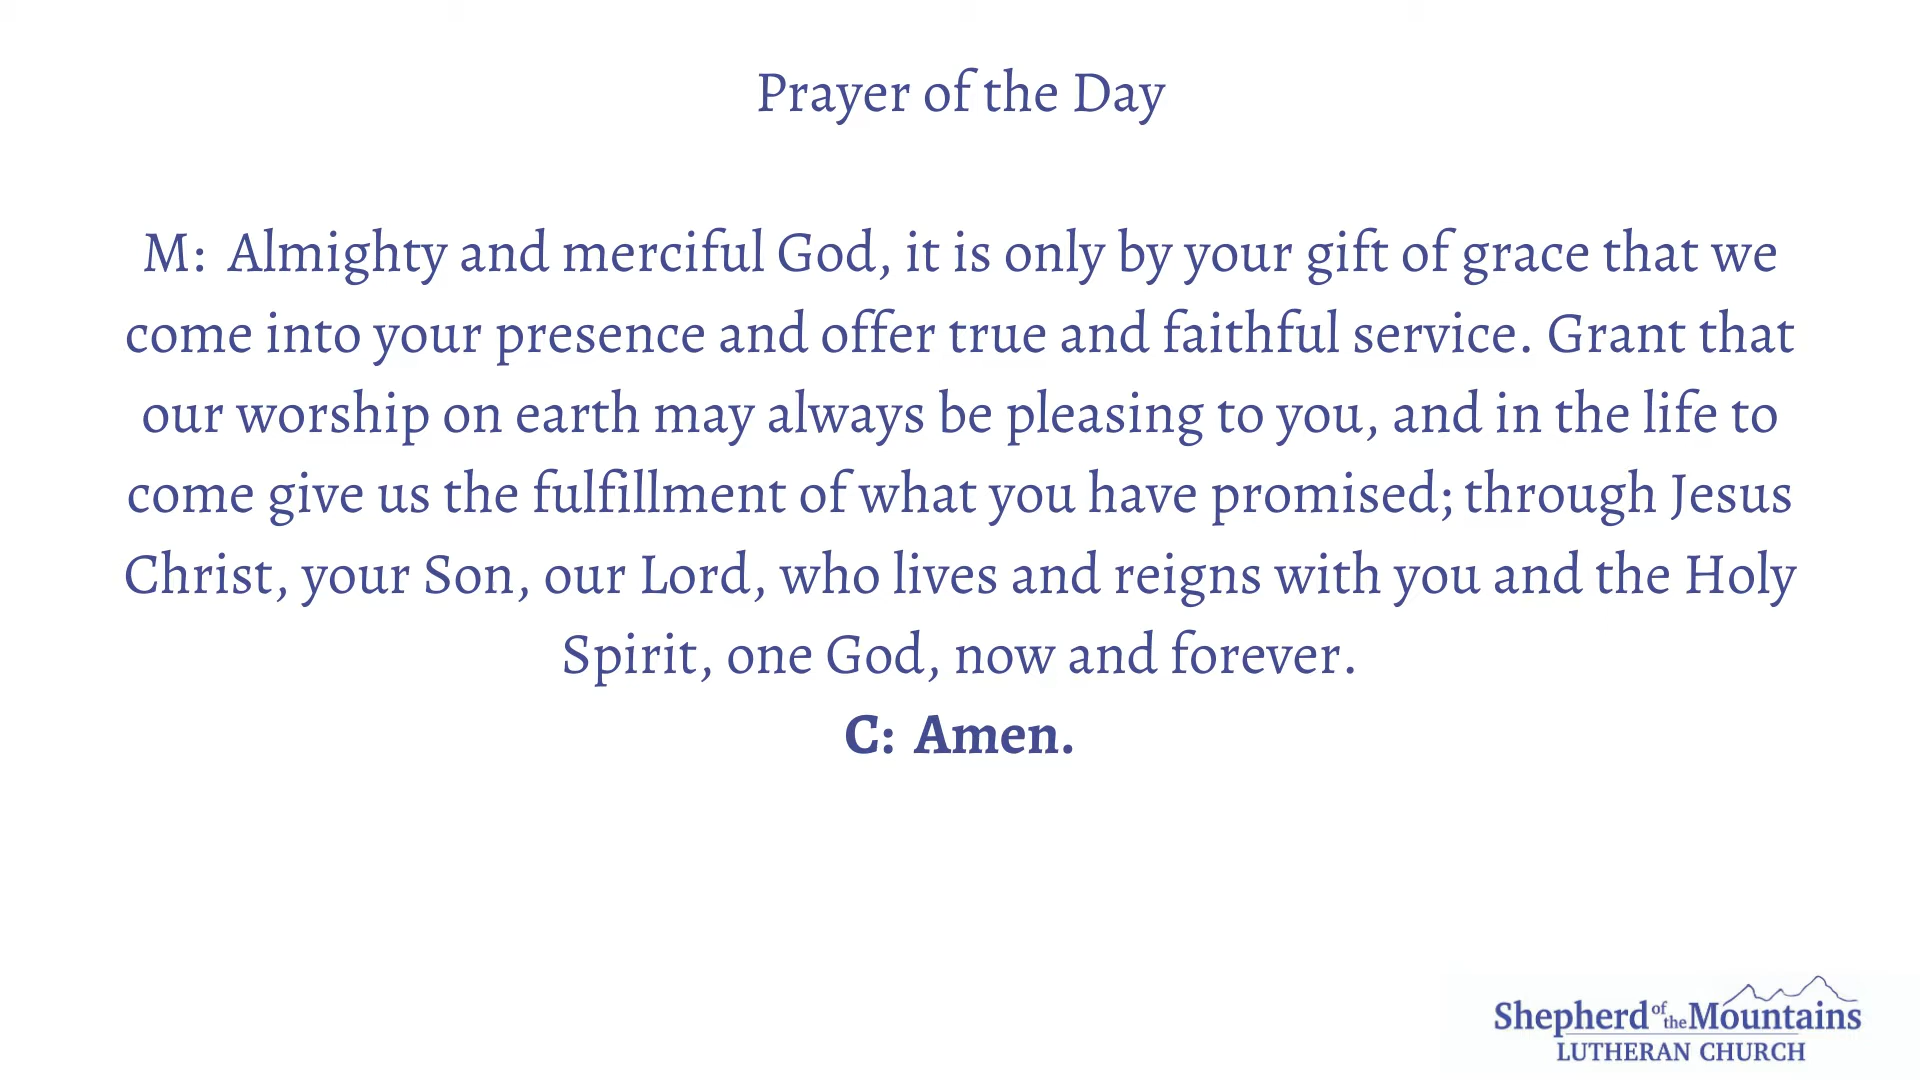 Prayer of the Day
M: Almighty and merciful God, it is only by your gift of grace that we
come into your presence and offer true and faithful service. Grant that
our worship on earth may always be pleasing to you, and in the life to
come give us the fulfillment of what you have promised; through Jesus
Christ, your Son, our Lord, who lives and reigns with you and the Holy
Spirit, one God, now and forever.
C: Amen.
Shepherd of the Mountains
LUTHERAN CHURCH